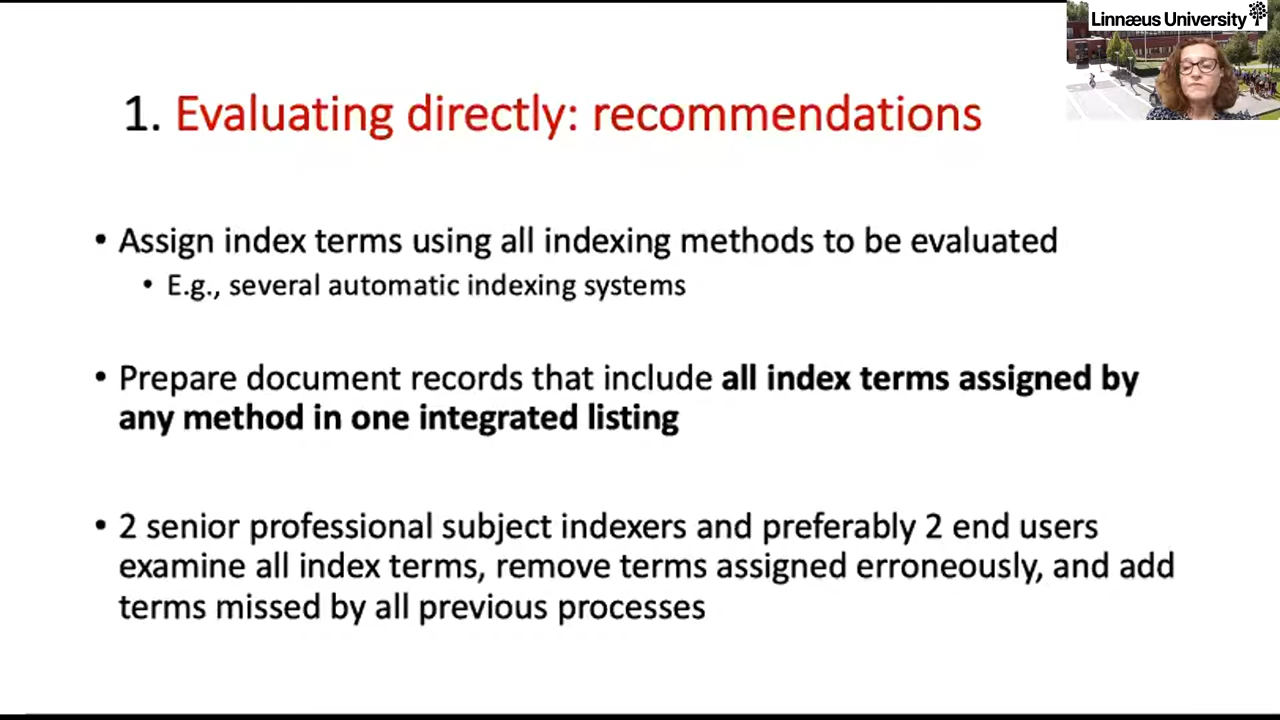 Linnæus University
1. Evaluating directly: recommendations
• Assign index terms using all indexing methods to be evaluated
• E.g., several automatic indexing systems
• Prepare document records that include all index terms assigned by
any method in one integrated listing
• 2 senior professional subject indexers and preferably 2 end users
examine all index terms, remove terms assigned erroneously, and add
terms missed by all previous processes